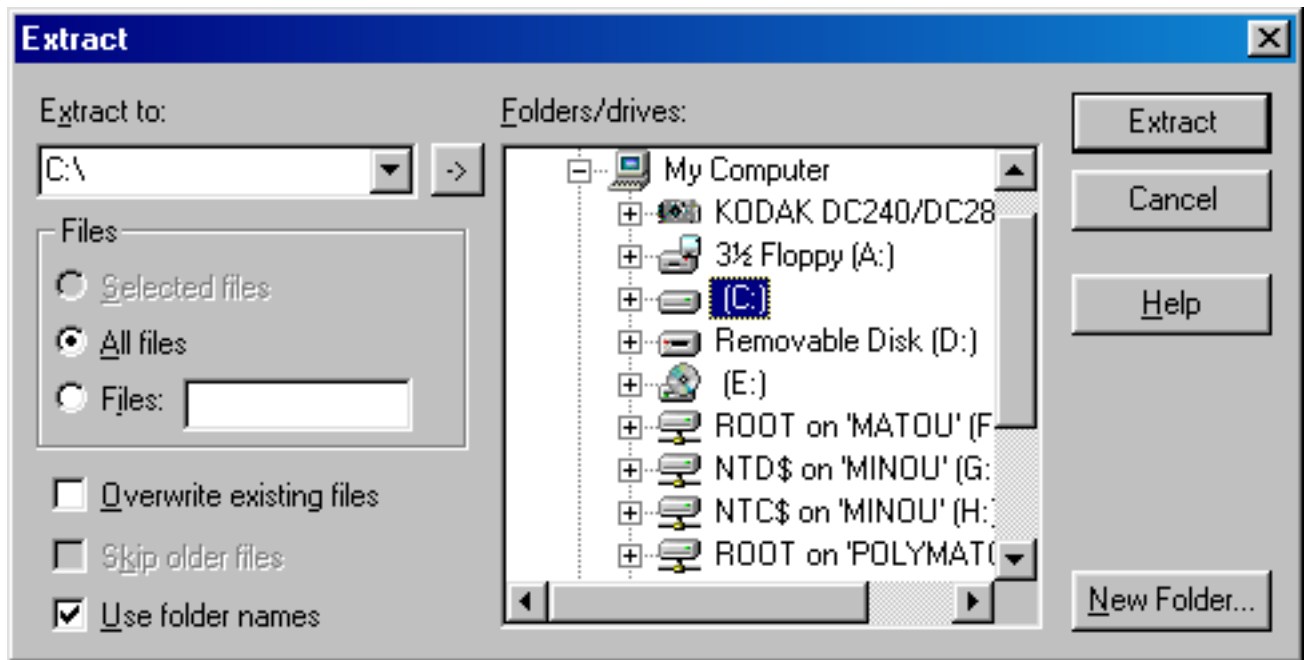 Extract
Extract to:
C:\
->
Files
Selected files
All files
Files:
Overwrite existing files
Skip older files
Use folder names
Folders/drives:
My Computer
KODAK DC240/DC28
3½ Floppy (A:)
(C:)
Removable Disk (D:)
(E:)
ROOT on 'MATOU' (F
NTD$ on 'MINOU' (G:
NTC$ on 'MINOU' (H:
ROOT on 'POLYMATO
Extract
Cancel
Help
New Folder...